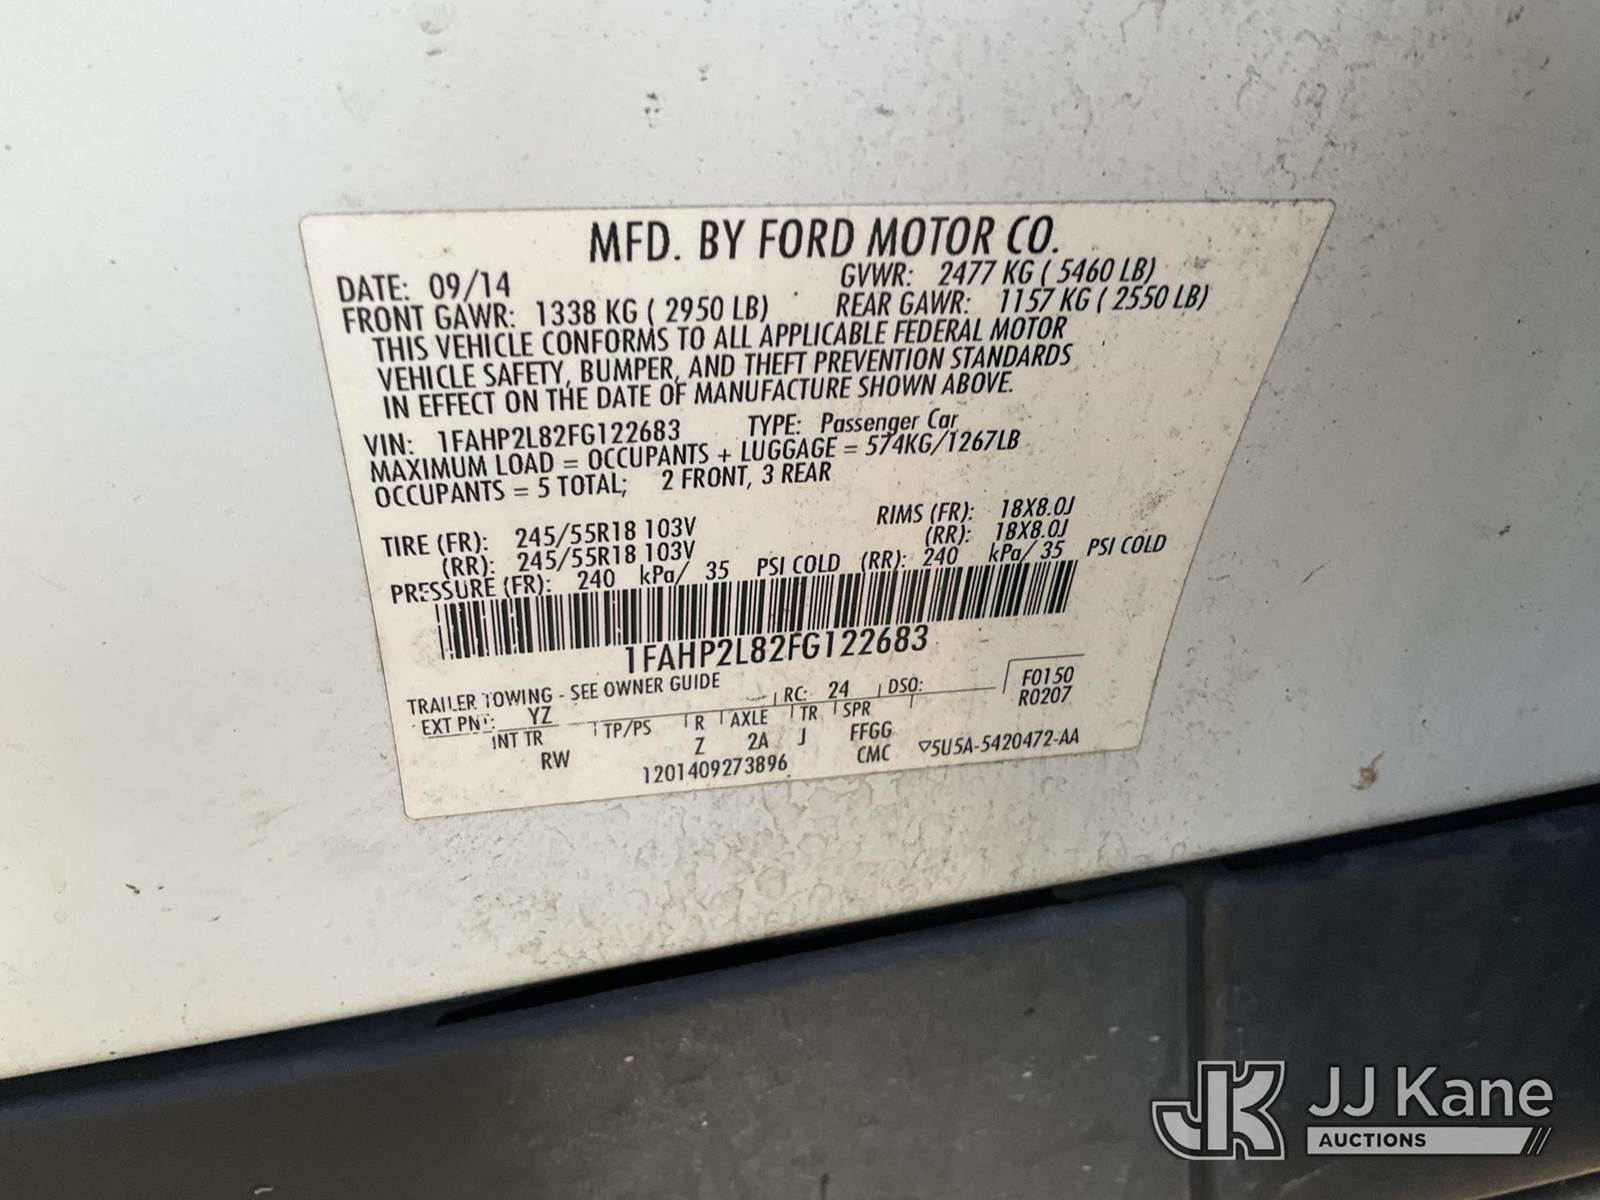 MFD. BY FORD MOTOR CO.
DATE: 09/14 GVWR: 2477 KG ( 5460 LB)
FRONT GAWR: 1338 KG ( 2950 LB) REAR GAWR: 1157 KG ( 2550 LB)
THIS VEHICLE CONFORMS TO ALL APPLICABLE FEDERAL MOTOR
VEHICLE SAFETY, BUMPER, AND THEFT PREVENTION STANDARDS
IN EFFECT ON THE DATE OF MANUFACTURE SHOWN ABOVE.
VIN: 1FAHP2L82FG122683 TYPE: Passenger Car
MAXIMUM LOAD = OCCUPANTS + LUGGAGE = 574KG/1267LB
OCCUPANTS = 5 TOTAL; 2 FRONT, 3 REAR
TIRE (FR): 245/55R18 103V RIMS (FR): 18X8.0J
(RR): 245/55R18 103V (RR): 18X8.0J
PRESSURE (FR): 240 kPa/ 35 PSI COLD (RR): 240 kPa/ 35 PSI COLD
1FAHP2L82FG122683
TRAILER TOWING - SEE OWNER GUIDE
F0150
EXT PNT: YZ RC: 24 DSO: R0207
INT TR TP/PS R AXLE TR SPR
RW Z 2A J FFGG
1201409273896 CMC ▽5U5A-5420472-AA
JK JJ Kane
AUCTIONS